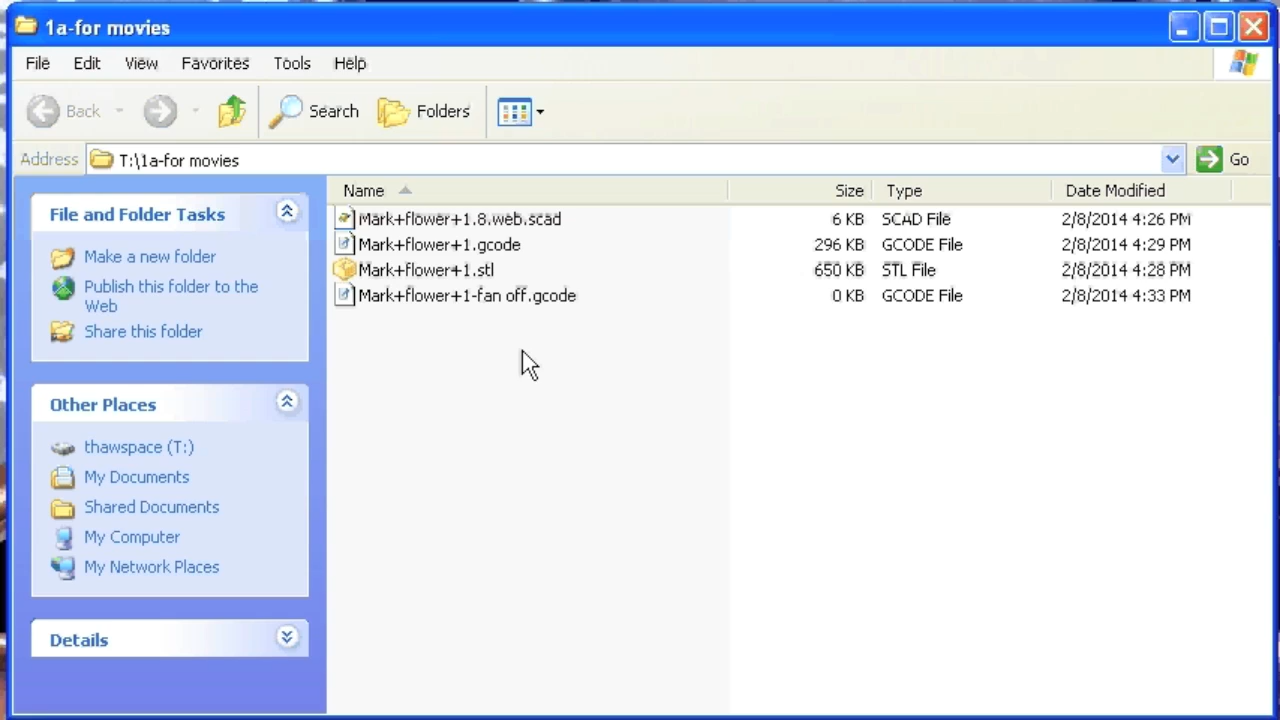 1a-for movies
File Edit View Favorites Tools Help
Back Search Folders
Address T:\1a-for movies Go
File and Folder Tasks
Make a new folder
Publish this folder to the
Web
Share this folder
Other Places
thawspace (T:)
My Documents
Shared Documents
My Computer
My Network Places
Details
Name Size Type Date Modified
Mark+flower+1.8.web.scad 6 KB SCAD File 2/8/2014 4:26 PM
Mark+flower+1.gcode 296 KB GCODE File 2/8/2014 4:29 PM
Mark+flower+1.stl 650 KB STL File 2/8/2014 4:28 PM
Mark+flower+1-fan off.gcode 0 KB GCODE File 2/8/2014 4:33 PM